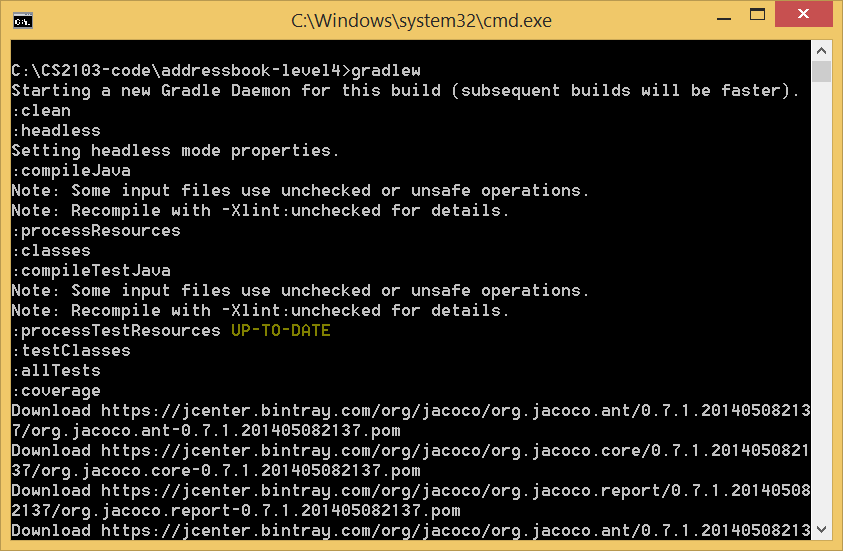 C:\Windows\system32\cmd.exe
C:\CS2103-code\addressbook-level4>gradlew
Starting a new Gradle Daemon for this build (subsequent builds will be faster).
:clean
:headless
Setting headless mode properties.
:compileJava
Note: Some input files use unchecked or unsafe operations.
Note: Recompile with -Xlint:unchecked for details.
:processResources
:classes
:compileTestJava
Note: Some input files use unchecked or unsafe operations.
Note: Recompile with -Xlint:unchecked for details.
:processTestResources UP-TO-DATE
:testClasses
:allTests
:coverage
Download https://jcenter.bintray.com/org/jacoco/org.jacoco.ant/0.7.1.20140508213
7/org.jacoco.ant-0.7.1.201405082137.pom
Download https://jcenter.bintray.com/org/jacoco/org.jacoco.core/0.7.1.2014050821
37/org.jacoco.core-0.7.1.201405082137.pom
Download https://jcenter.bintray.com/org/jacoco/org.jacoco.report/0.7.1.20140508
2137/org.jacoco.report-0.7.1.201405082137.pom
Download https://jcenter.bintray.com/org/jacoco/org.jacoco.ant/0.7.1.20140508213